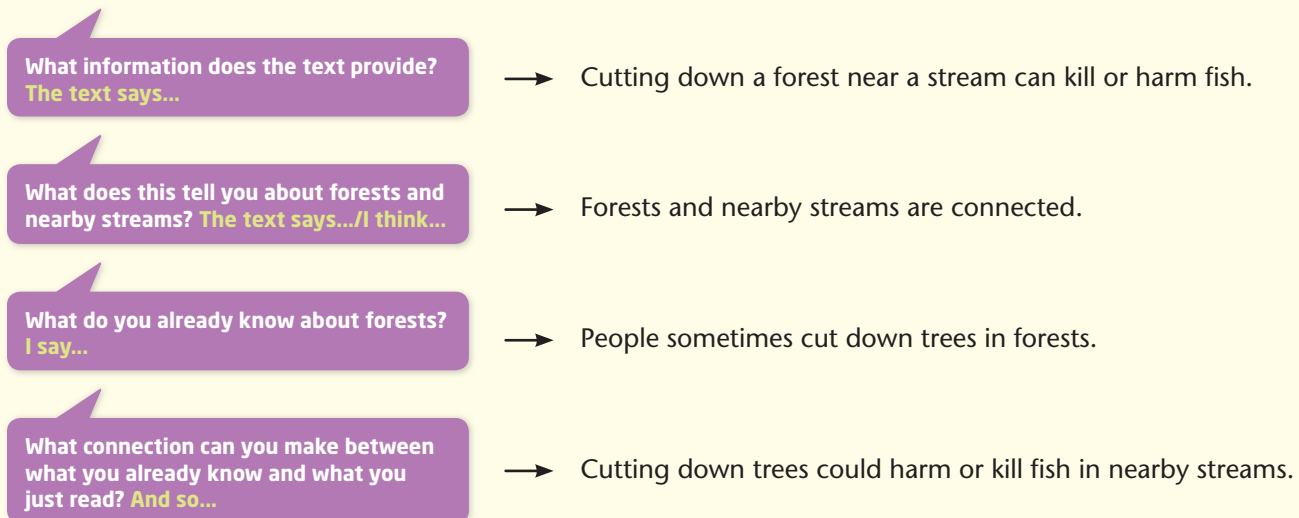 What information does the text provide?
The text says...
Cutting down a forest near a stream can kill or harm fish.
What does this tell you about forests and
nearby streams? The text says.../I think...
Forests and nearby streams are connected.
What do you already know about forests?
I say...
People sometimes cut down trees in forests.
What connection can you make between
what you already know and what you
just read? And so...
Cutting down trees could harm or kill fish in nearby streams.